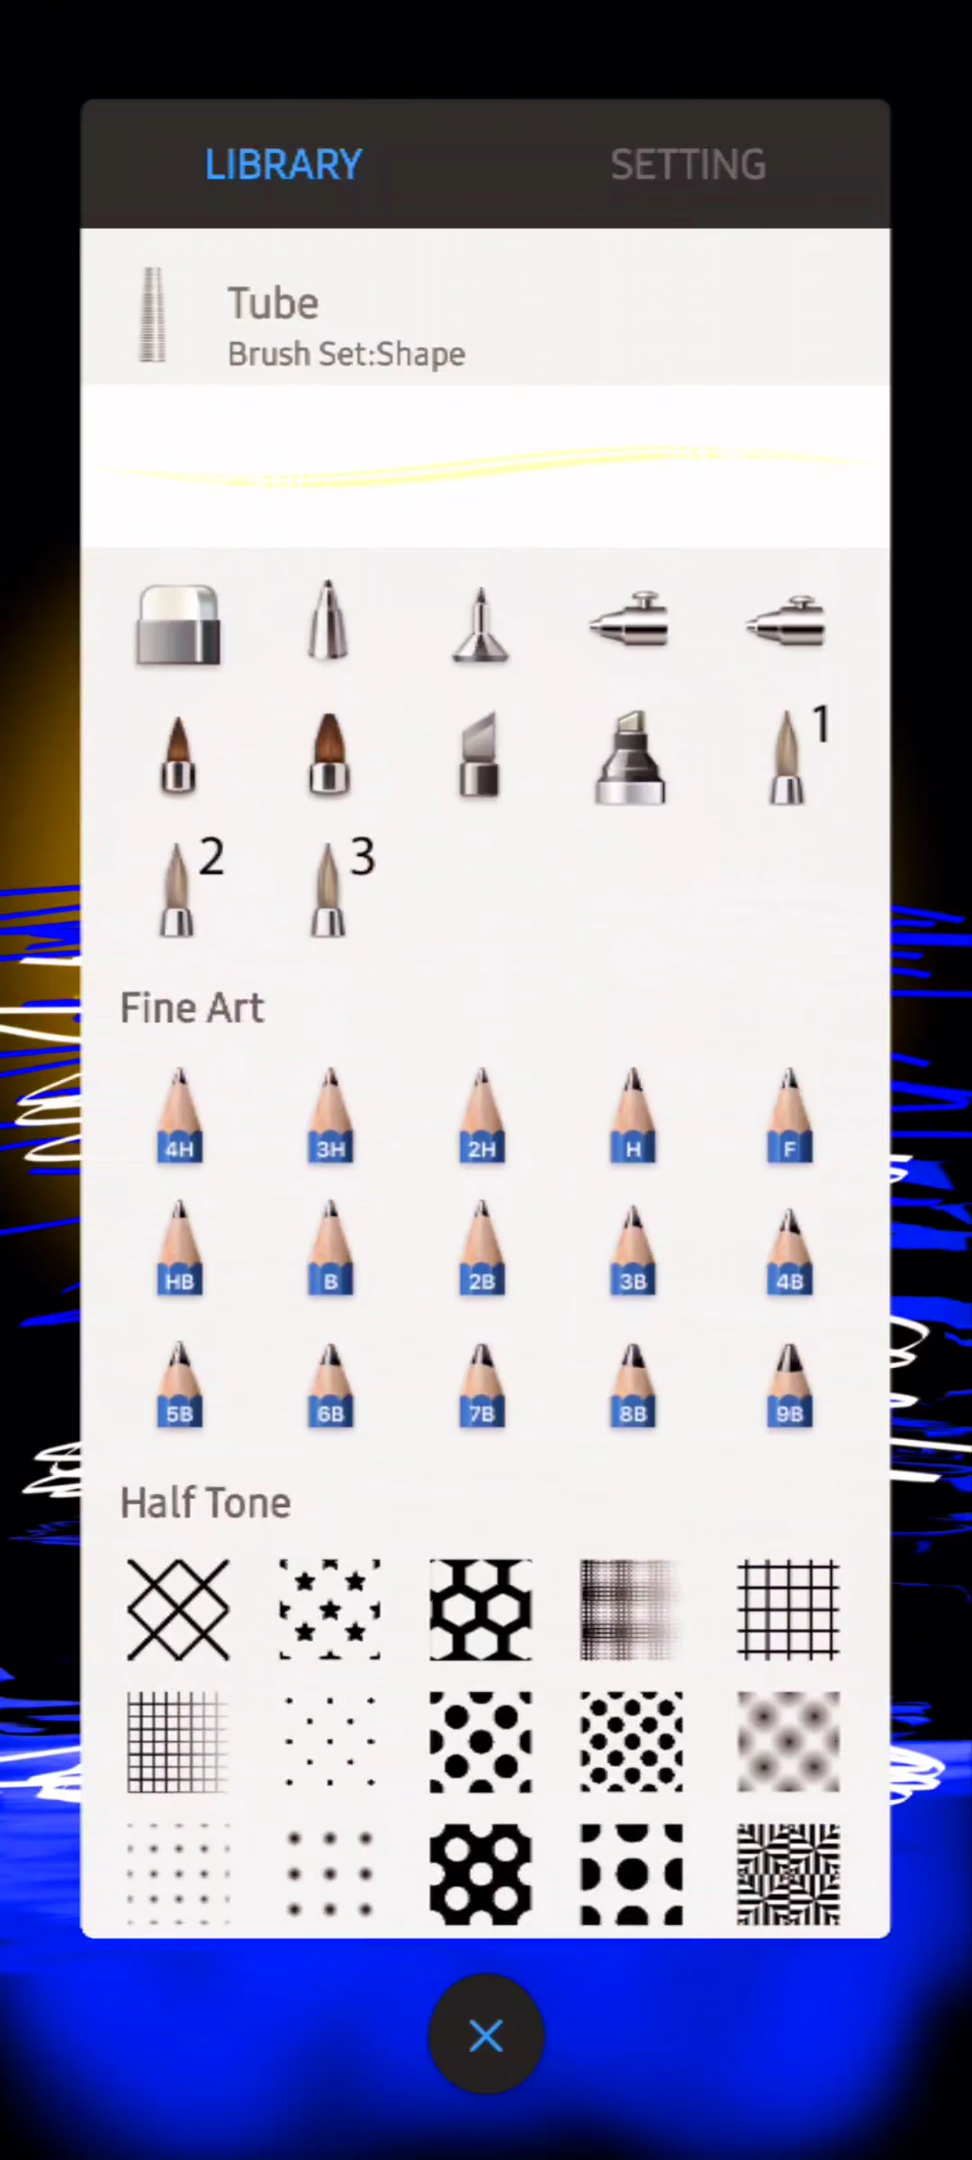 LIBRARY SETTING
Tube
Brush Set:Shape
1
2 3
Fine Art
4H 3H 2H H F
HB B 2B 3B 4B
5B 6B 7B 8B 9B
Half Tone